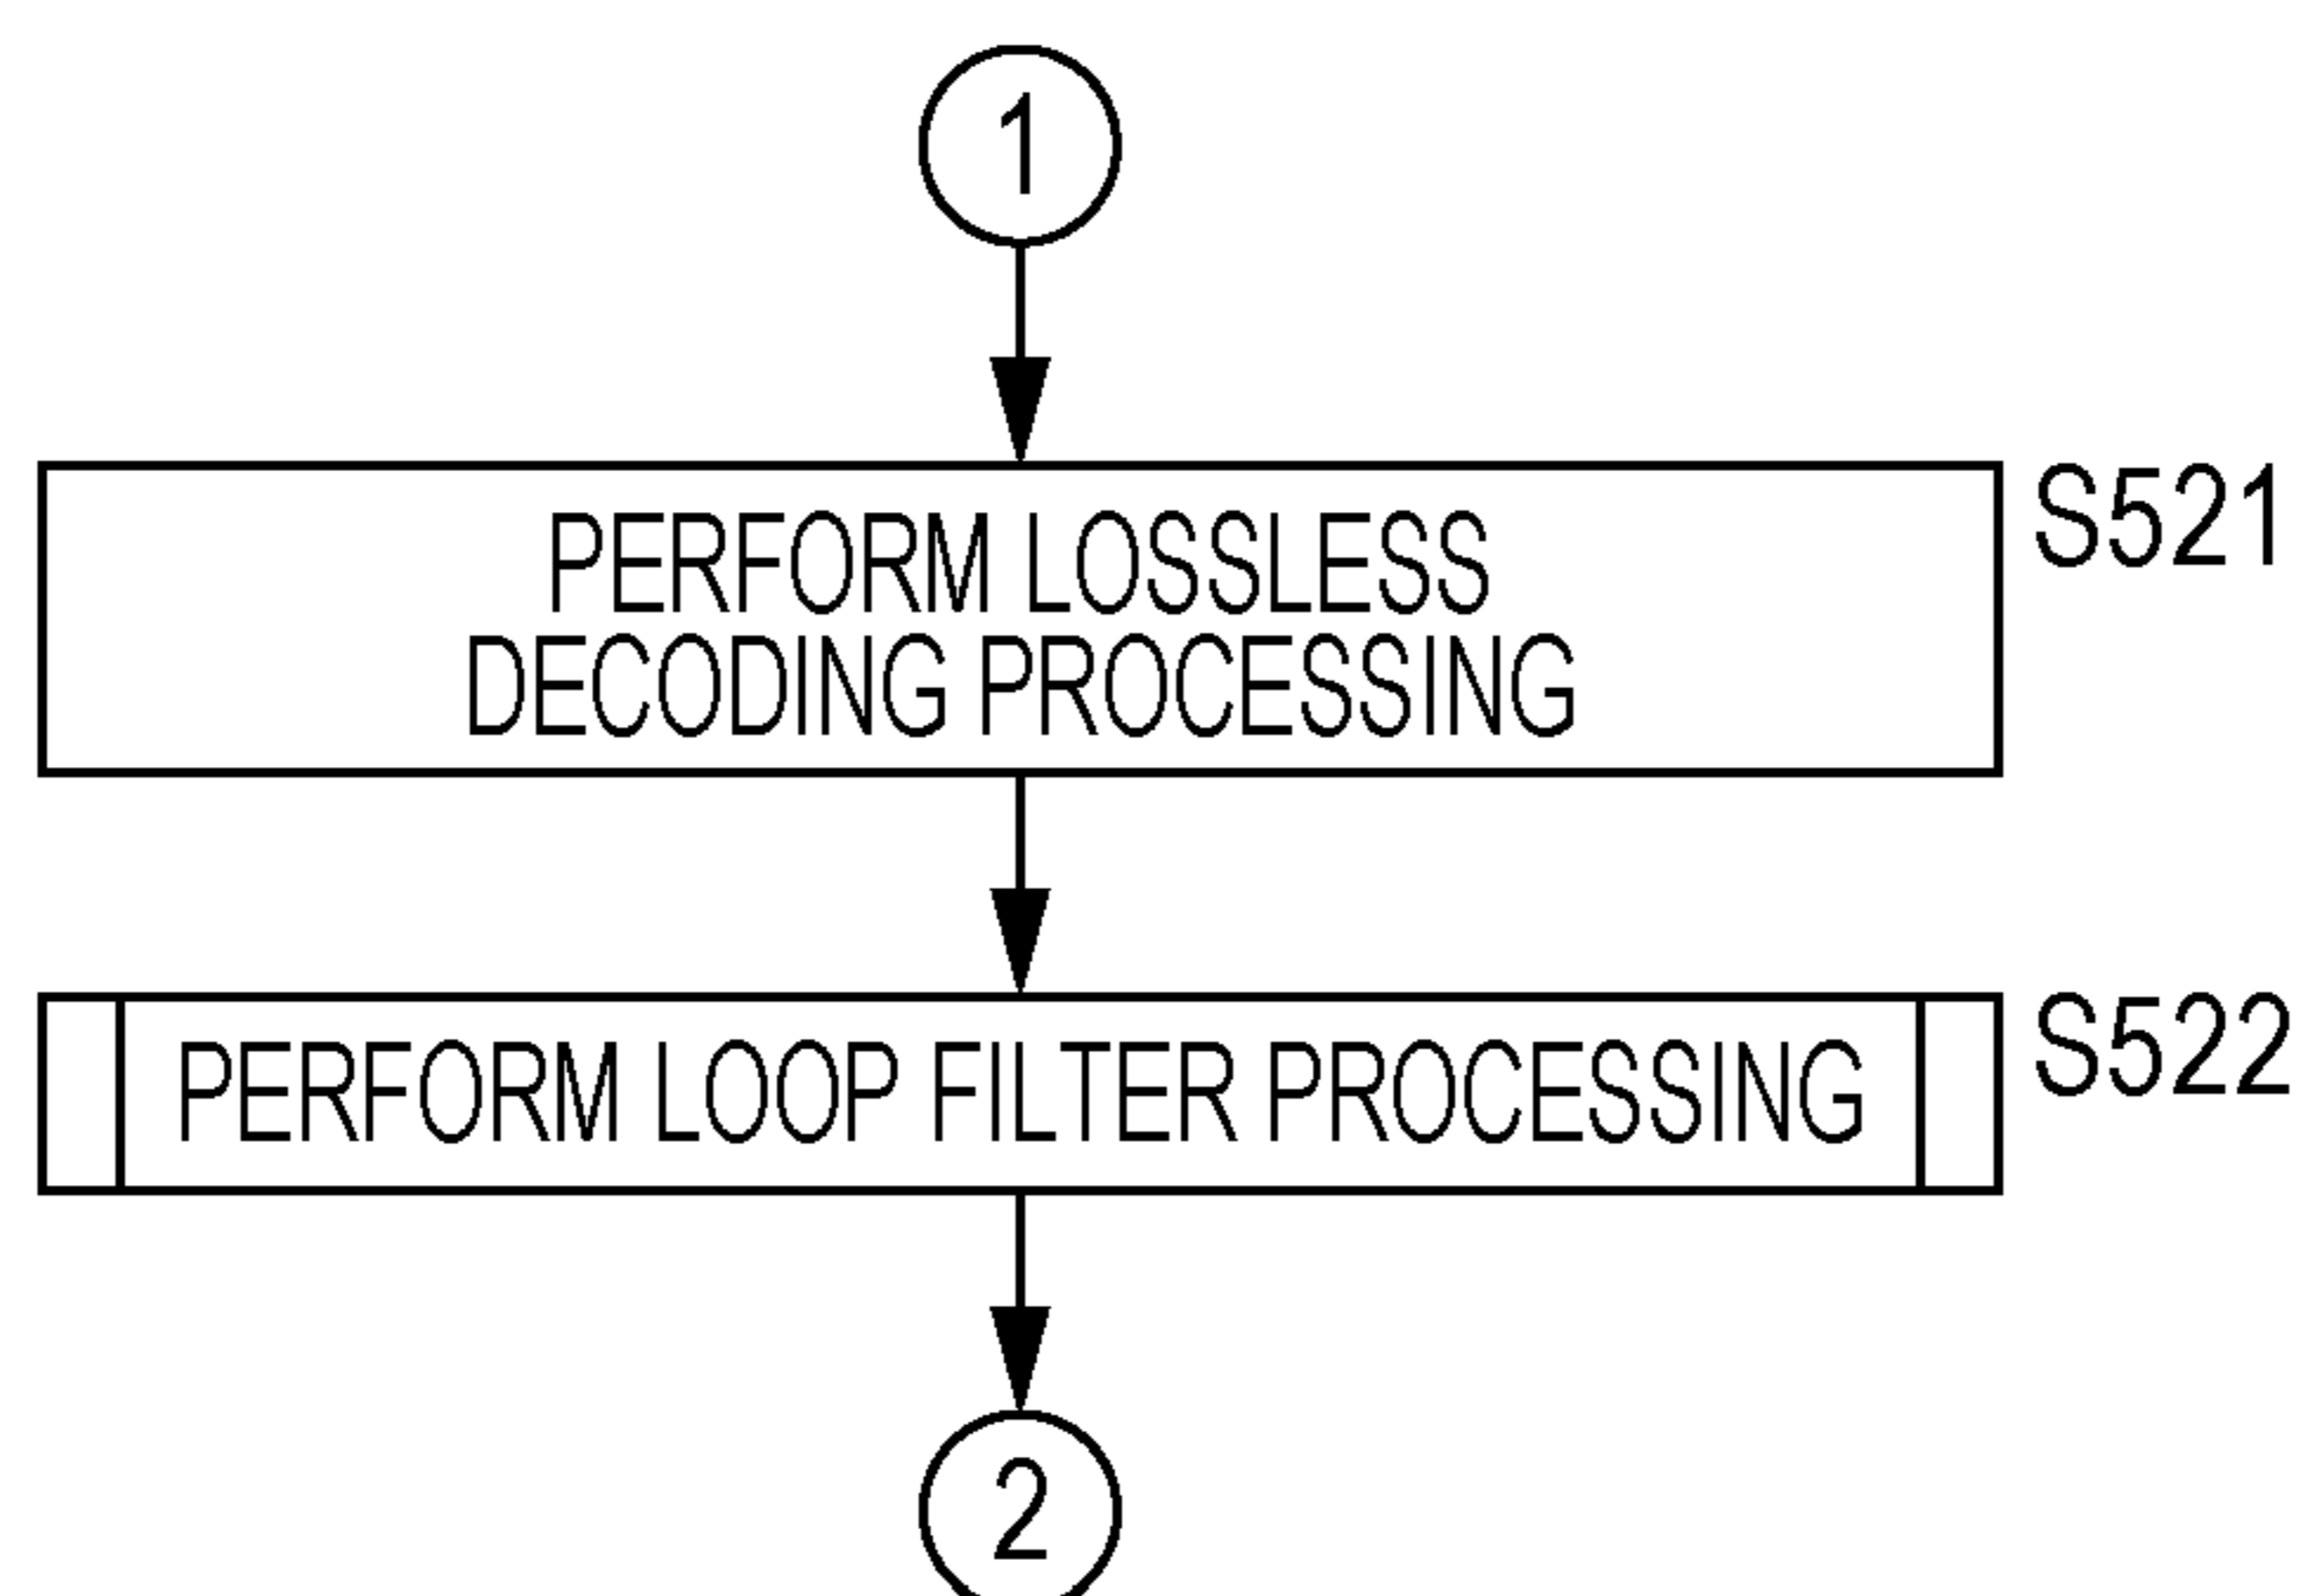 1
PERFORM LOSSLESS
DECODING PROCESSING
S521
PERFORM LOOP FILTER PROCESSING
S522
2